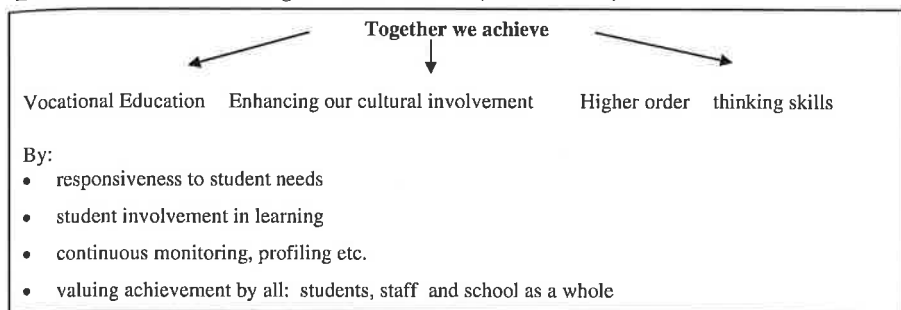 Together we achieve
Vocational Education Enhancing our cultural involvement Higher order thinking skills
By:
• responsiveness to student needs
• student involvement in learning
• continuous monitoring, profiling etc.
• valuing achievement by all: students, staff and school as a whole